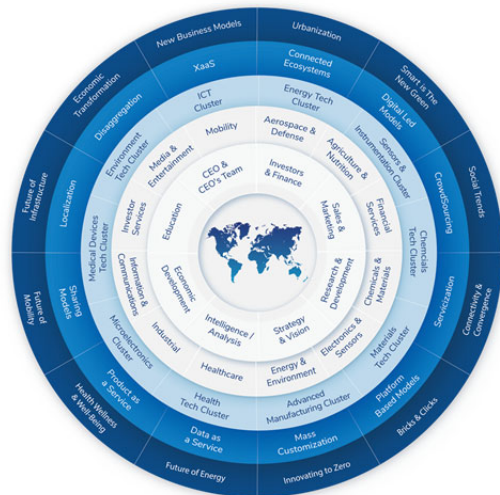 New Business Models
Urbanization
Smart is The
New Green
Social Trends
Connectivity &
Convergence
Bricks & Clicks
Innovating to Zero
Future of Energy
Health Wellness
& Well-Being
Future of
Mobility
Future of
Infrastructure
Economic
Transformation
XaaS
Connected
Ecosystems
Digital Led
Models
CrowdSourcing
Servicization
Platform
Based Models
Mass
Customization
Data as
a Service
Product as
a Service
Sharing
Models
Localization
Disaggregation
ICT
Cluster
Energy Tech
Cluster
Sensors &
Instrumentation Cluster
Chemcials
Tech Cluster
Materials
Tech Cluster
Advanced
Manufacturing Cluster
Health
Tech Cluster
Microelectronics
Cluster
Medical Devices
Tech Cluster
Environment
Tech Cluster
Mobility
Aerospace &
Defense
Agriculture &
Nutrition
Financial
Services
Chemicals &
Materials
Electronics &
Sensors
Energy &
Environment
Healthcare
Industrial
Information &
Communications
Investor
Services
Media &
Entertainment
CEO &
CEO's Team
Investors
& Finance
Sales &
Marketing
Research &
Development
Strategy
& Vision
Intelligence /
Analysis
Economic
Development
Education